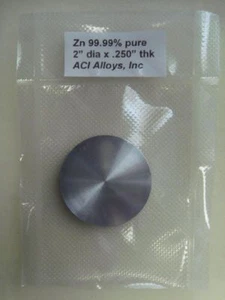 Zn 99.99% pure
2" dia x .250" thk
ACI Alloys, Inc